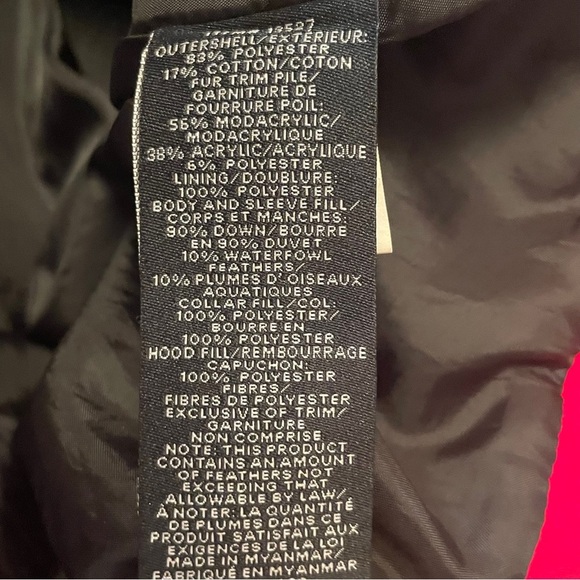 OUTERSHELL/EXTÉRIEUR:
83% POLYESTER
17% COTTON/COTON
FUR TRIM PILE/
GARNITURE DE
FOURRURE POIL:
56% MODACRYLIC/
MODACRYLIQUE
38% ACRYLIC/ACRYLIQUE
6% POLYESTER
LINING/DOUBLURE:
100% POLYESTER
BODY AND SLEEVE FILL/
CORPS ET MANCHES:
90% DOWN/BOURRE
EN 90% DUVET
10% WATERFOWL
FEATHERS/
10% PLUMES D'OISEAUX
AQUATIQUES
COLLAR FILL/COL:
100% POLYESTER/
BOURRE EN
100% POLYESTER
HOOD FILL/REMBOURRAGE
CAPUCHON:
100% POLYESTER
FIBRES/
FIBRES DE POLYESTER
EXCLUSIVE OF TRIM/
GARNITURE
NON COMPRISE
NOTE: THIS PRODUCT
CONTAINS AN AMOUNT
OF FEATHERS NOT
EXCEEDING THAT
ALLOWABLE BY LAW/
À NOTER: LA QUANTITÉ
DE PLUMES DANS CE
PRODUIT SATISFAIT AUX
EXIGENCES DE LA LOI
MADE IN MYANMAR/
FABRIQUÉ EN MYANMAR